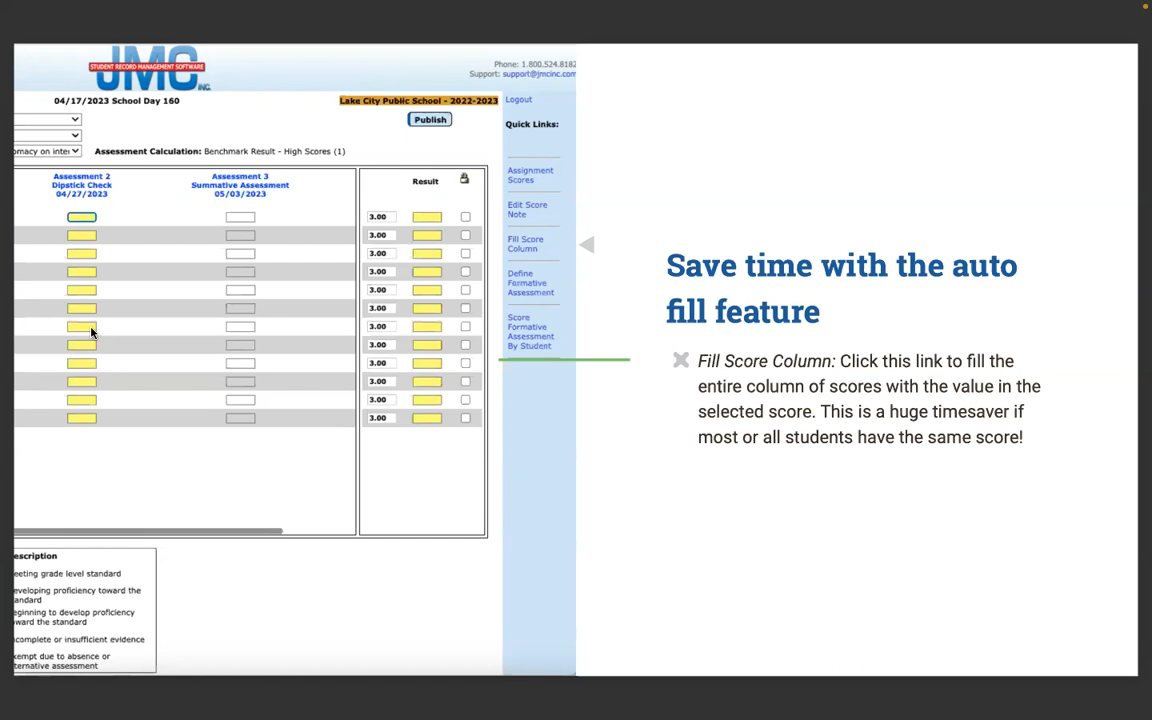 JMC
STUDENT RECORD MANAGEMENT SOFTWARE
INC.
Phone: 1.800.524.8182
Support: support@jmcinc.com
04/17/2023 School Day 160
Lake City Public School - 2022-2023
Logout
Publish
Quick Links:
Assessment Calculation: Benchmark Result - High Scores (1)
Assessment 2
Dipstick Check
04/27/2023
Assessment 3
Summative Assessment
05/03/2023
Result
3.00
3.00
3.00
3.00
3.00
3.00
3.00
3.00
3.00
3.00
3.00
3.00
Assignment
Scores
Edit Score
Note
Fill Score
Column
Define
Formative
Assessment
Score
Formative
Assessment
By Student
escription
eeting grade level standard
eveloping proficiency toward the
andard
eginning to develop proficiency
oward the standard
ncomplete or insufficient evidence
xempt due to absence or
ternative assessment
Save time with the auto
fill feature
Fill Score Column: Click this link to fill the
entire column of scores with the value in the
selected score. This is a huge timesaver if
most or all students have the same score!